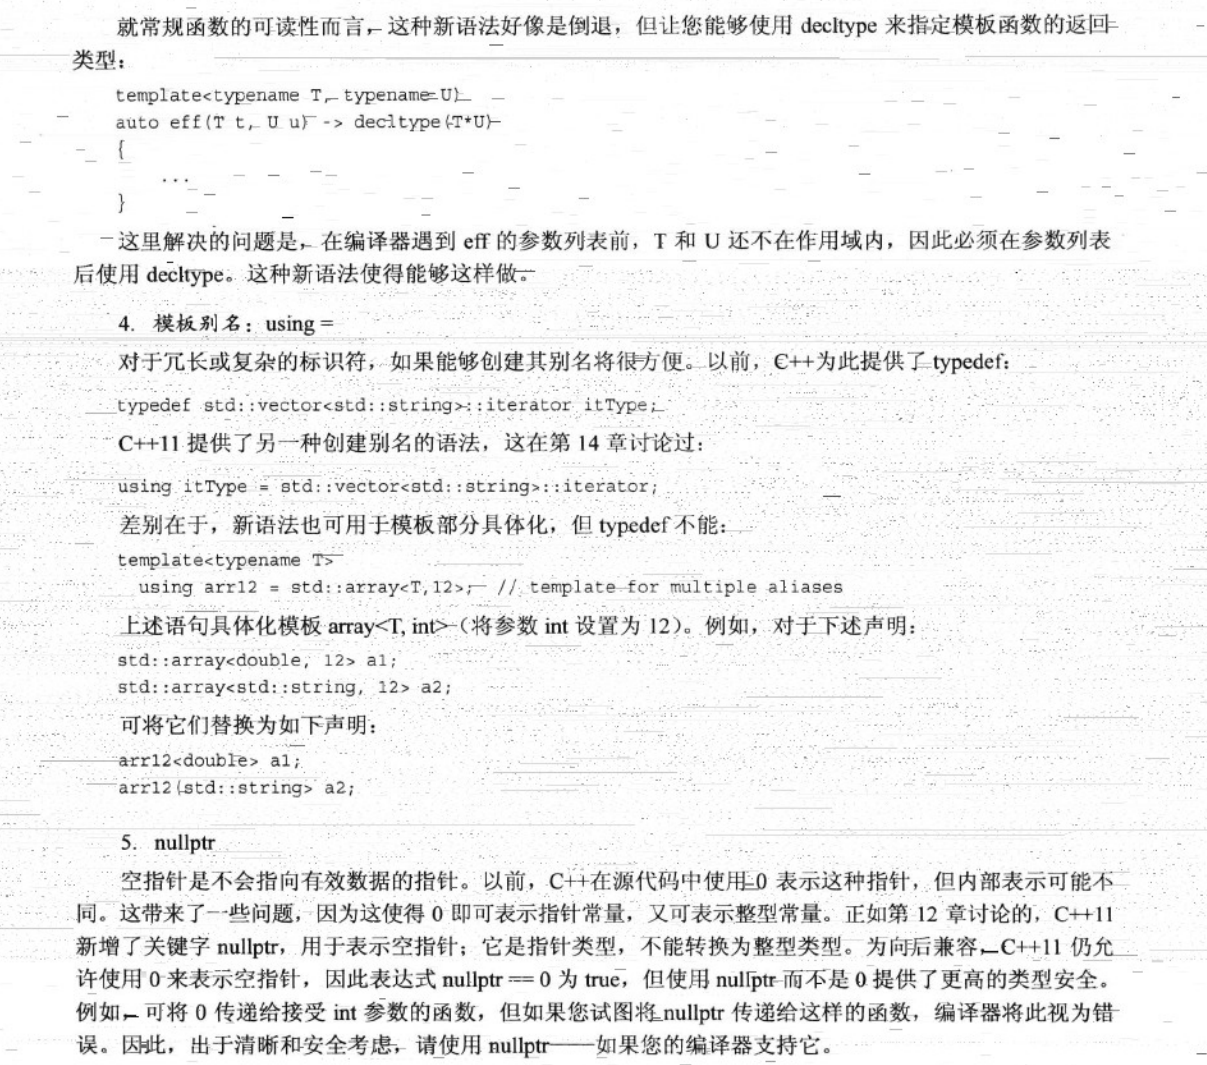 就常规函数的可读性而言，这种新语法好像是倒退，但让您能够使用 decltype 来指定模板函数的返回
类型：
template<typename T, typename U)
auto eff(T t, U u) -> decltype(T*U)
{
...
}
这里解决的问题是，在编译器遇到 eff 的参数列表前，T 和 U 还不在作用域内，因此必须在参数列表
后使用 decltype。这种新语法使得能够这样做。
4. 模板别名：using =
对于冗长或复杂的标识符，如果能够创建其别名将很方便。以前，C++为此提供了 typedef：
typedef std::vector<std::string>::iterator itType;
C++11 提供了另一种创建别名的语法，这在第 14 章讨论过：
using itType = std::vector<std::string>::iterator;
差别在于，新语法也可用于模板部分具体化，但 typedef 不能：
template<typename T>
using arr12 = std::array<T,12>; // template for multiple aliases
上述语句具体化模板 array<T, int>（将参数 int 设置为 12）。例如，对于下述声明：
std::array<double, 12> a1;
std::array<std::string, 12> a2;
可将它们替换为如下声明：
arr12<double> a1;
arr12(std::string> a2;
5. nullptr
空指针是不会指向有效数据的指针。以前，C++在源代码中使用 0 表示这种指针，但内部表示可能不
同。这带来了一些问题，因为这使得 0 即可表示指针常量，又可表示整型常量。正如第 12 章讨论的，C++11
新增了关键字 nullptr，用于表示空指针；它是指针类型，不能转换为整型类型。为向后兼容，C++11 仍允
许使用 0 来表示空指针，因此表达式 nullptr == 0 为 true，但使用 nullptr 而不是 0 提供了更高的类型安全。
例如，可将 0 传递给接受 int 参数的函数，但如果您试图将 nullptr 传递给这样的函数，编译器将此视为错
误。因此，出于清晰和安全考虑，请使用 nullptr——如果您的编译器支持它。